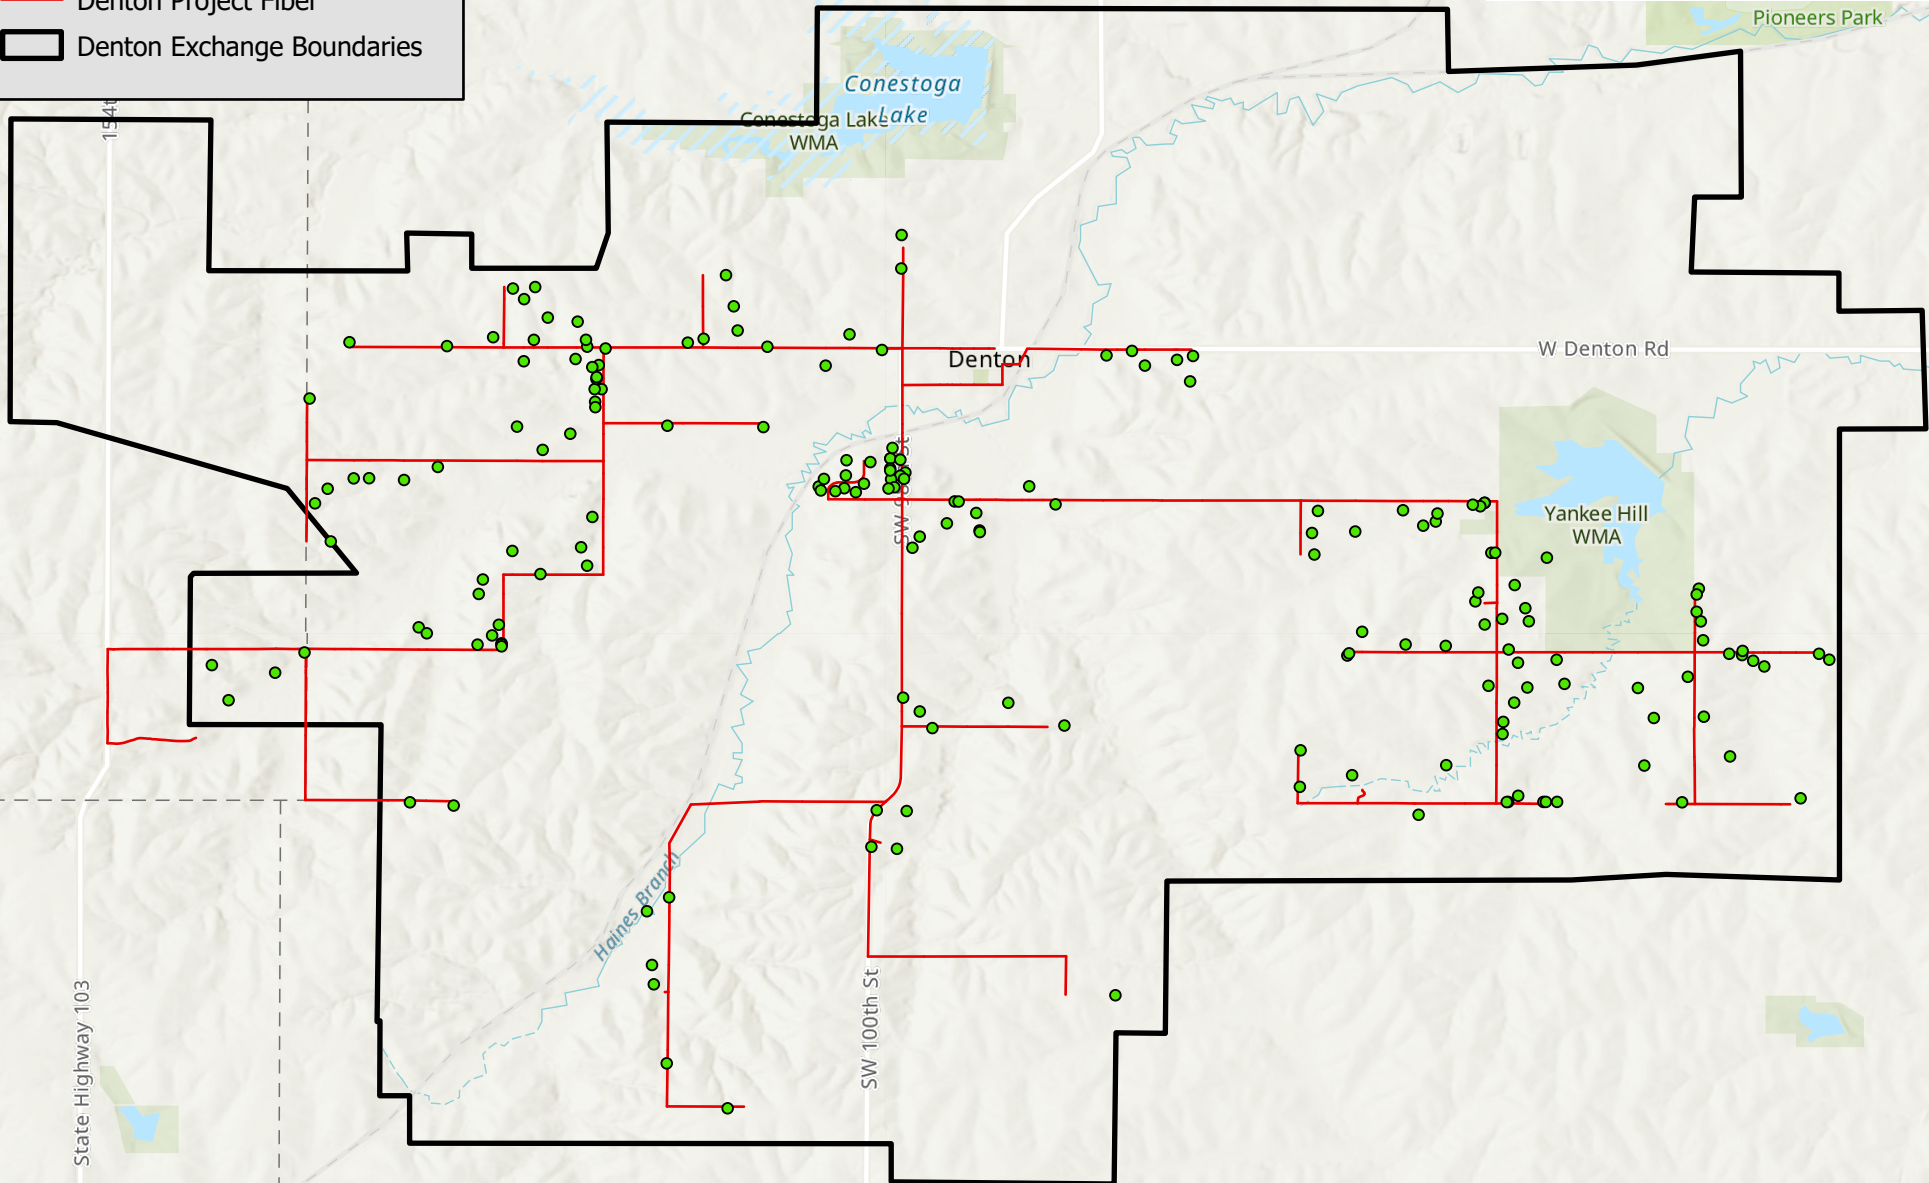 Denton Project Fiber
Denton Exchange Boundaries
Pioneers Park
Conestoga
Lake
Conestoga Lake
WMA
154t
W Denton Rd
Denton
Yankee Hill
WMA
Haines Branch
SW 100th St
State Highway 103